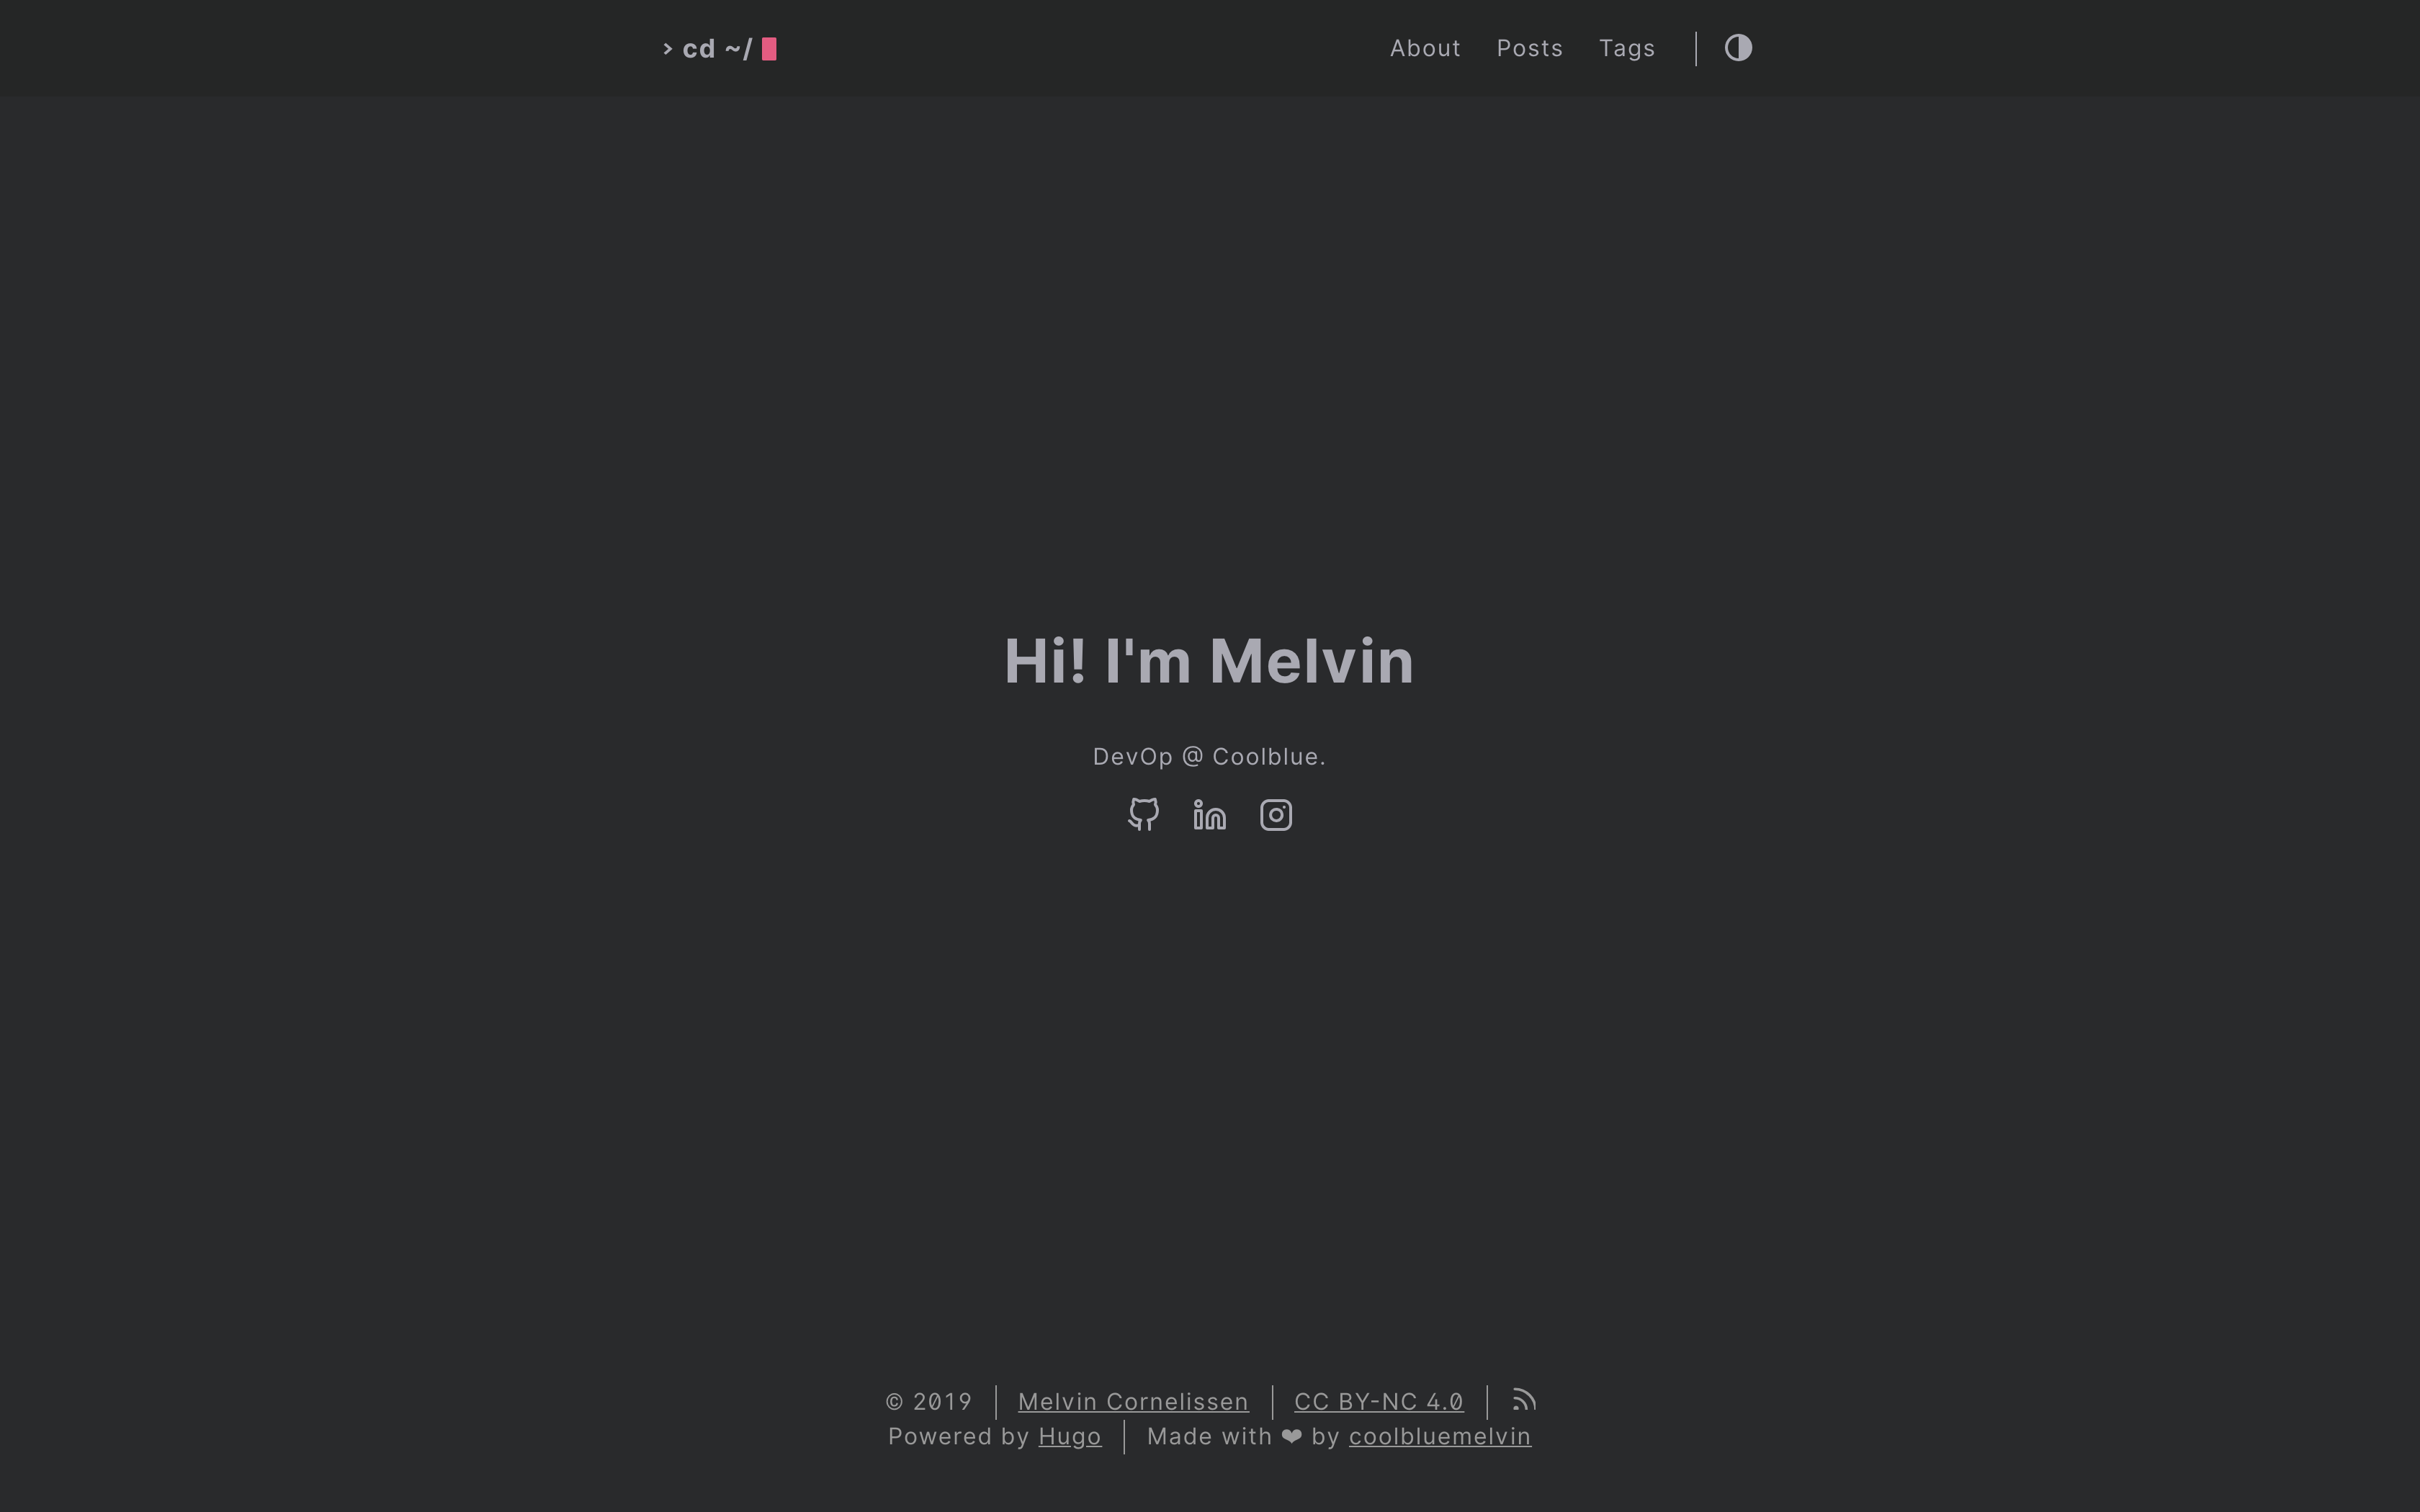 > cd ~/
About Posts Tags
Hi! I'm Melvin
DevOp @ Coolblue.
© 2019 | Melvin Cornelissen | CC BY-NC 4.0 |
Powered by Hugo | Made with ❤ by coolbluemelvin